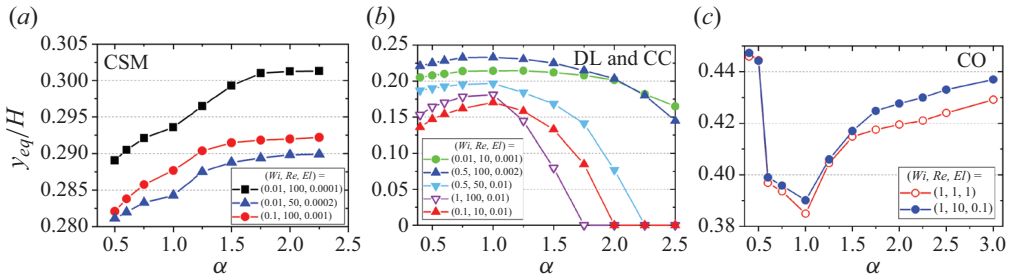 (a)
0.305
0.300
0.295
0.290
0.285
0.280
y_eq/H
CSM
(Wi, Re, El) =
(0.01, 100, 0.0001)
(0.01, 50, 0.0002)
(0.1, 100, 0.001)
0.5 1.0 1.5 2.0 2.5
α
(b)
0.25
0.20
0.15
0.10
0.05
0
DL and CC
(Wi, Re, El) =
(0.01, 10, 0.001)
(0.5, 100, 0.002)
(0.5, 50, 0.01)
(1, 100, 0.01)
(0.1, 10, 0.01)
0.5 1.0 1.5 2.0 2.5
α
(c)
0.44
0.42
0.40
0.38
CO
(Wi, Re, El) =
(1, 1, 1)
(1, 10, 0.1)
0.5 1.0 1.5 2.0 2.5 3.0
α